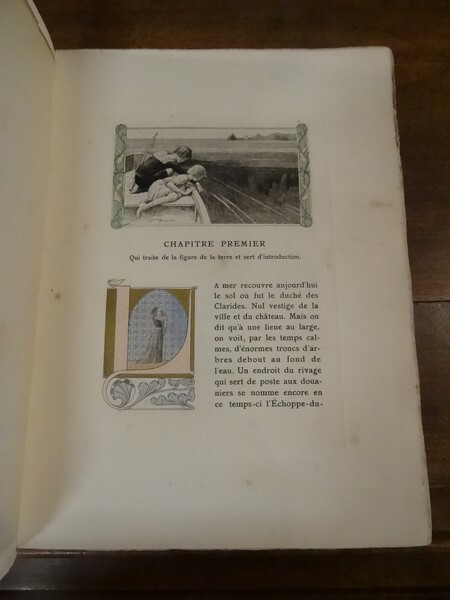 CHAPITRE PREMIER
Qui traite de la figure de la terre et sert d'introduction.
LA mer recouvre aujourd'hui
le sol où fut le duché des
Clarides. Nul vestige de la
ville et du château. Mais on
dit qu'à une lieue au large,
on voit, par les temps cal-
mes, d'énormes troncs d'ar-
bres debout au fond de
l'eau. Un endroit du rivage
qui sert de poste aux doua-
niers se nomme encore en
ce temps-ci l'Échoppe-du-